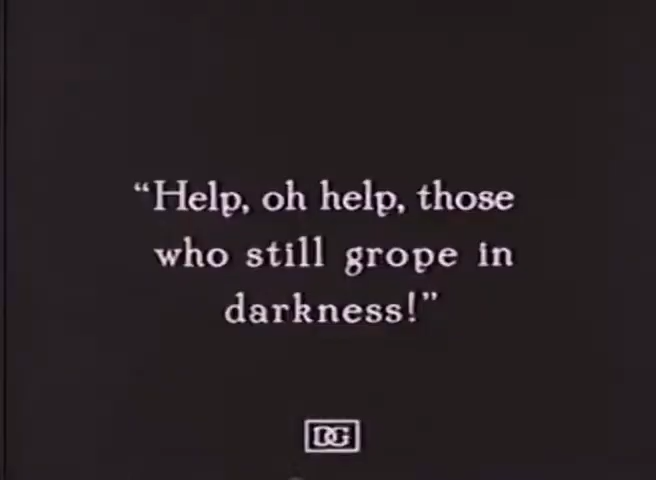 “Help, oh help, those
who still grope in
darkness!”
DG